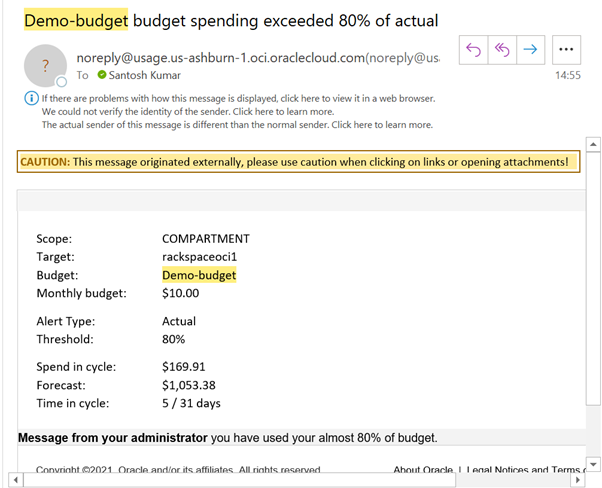 Demo-budget budget spending exceeded 80% of actual
?
noreply@usage.us-ashburn-1.oci.oraclecloud.com(noreply@us
To Santosh Kumar
14:55
If there are problems with how this message is displayed, click here to view it in a web browser.
We could not verify the identity of the sender. Click here to learn more.
The actual sender of this message is different than the normal sender. Click here to learn more.
CAUTION: This message originated externally, please use caution when clicking on links or opening attachments!
Scope: COMPARTMENT
Target: rackspaceoci1
Budget: Demo-budget
Monthly budget: $10.00
Alert Type: Actual
Threshold: 80%
Spend in cycle: $169.91
Forecast: $1,053.38
Time in cycle: 5 / 31 days
Message from your administrator you have used your almost 80% of budget.
Copyright ©2021, Oracle and/or its affiliates. All rights reserved. About Oracle | Legal Notices and Terms